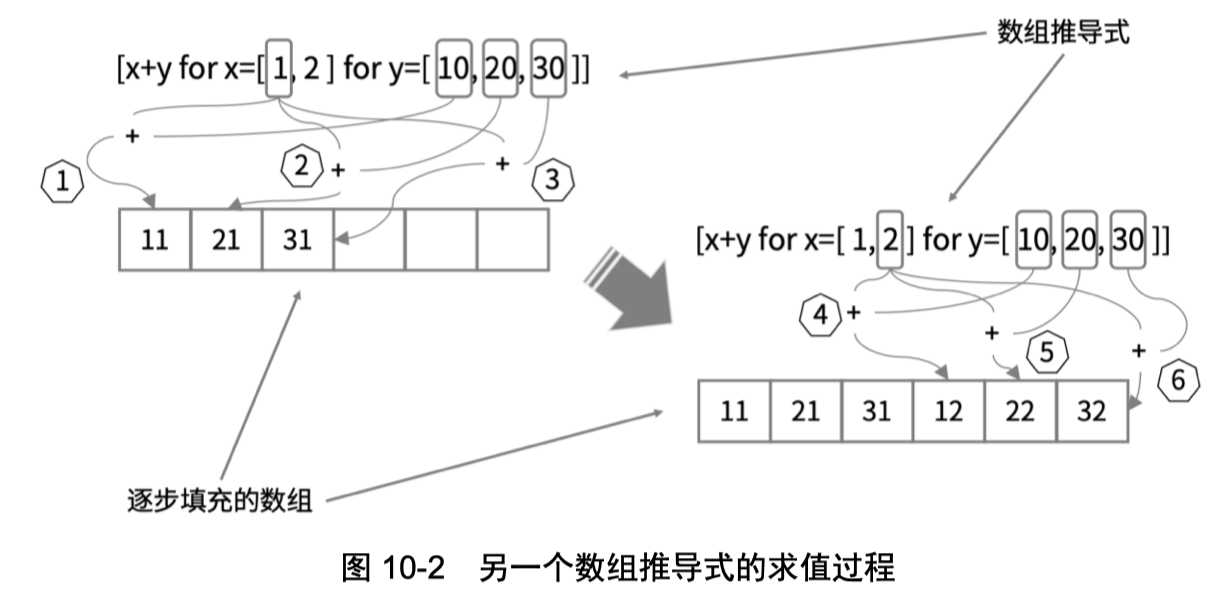 数组推导式
[x+y for x=[ 1, 2 ] for y=[ 10, 20, 30 ]]
+
+
+
1
2
3
11 21 31
[x+y for x=[ 1, 2 ] for y=[ 10, 20, 30 ]]
4
+
+
5
+
6
11 21 31 12 22 32
逐步填充的数组
图 10-2 另一个数组推导式的求值过程